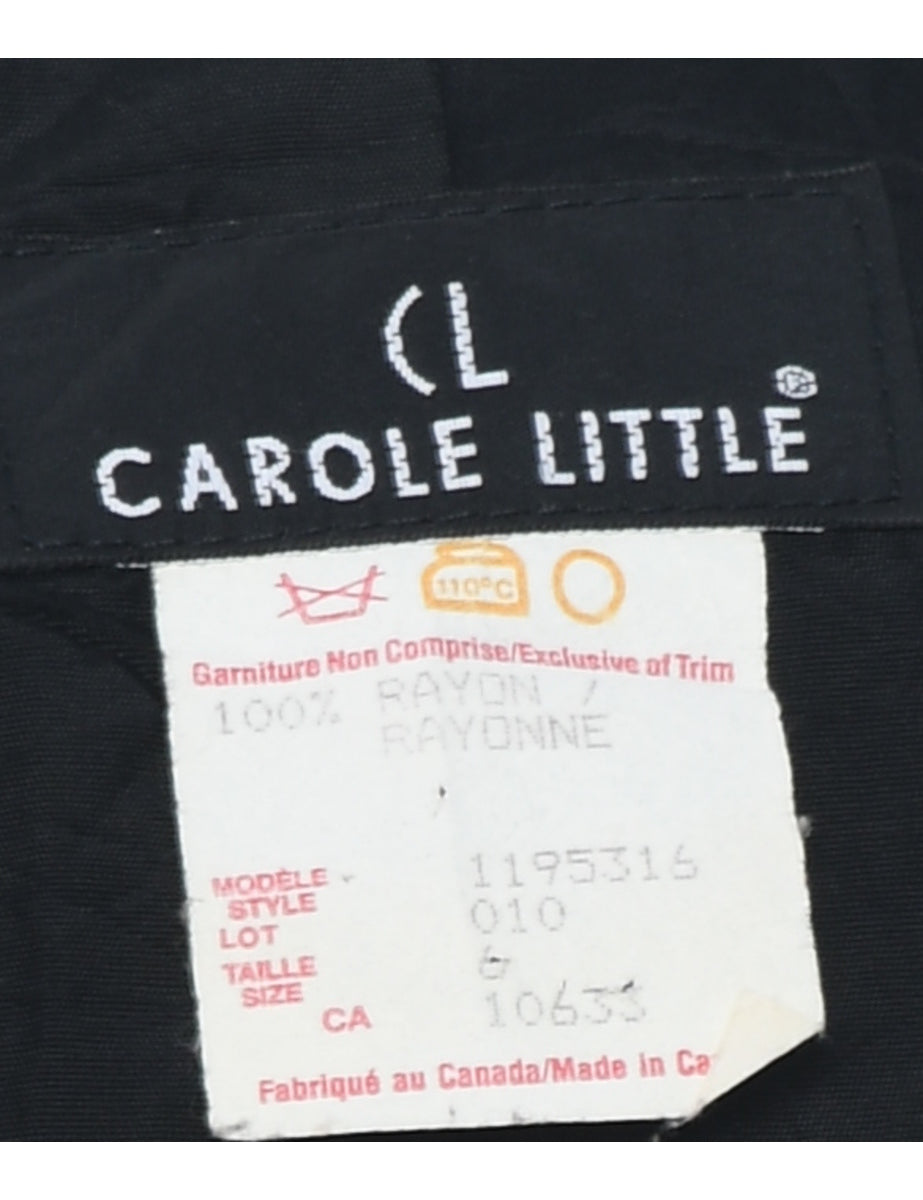 CL
CAROLE LITTLE®
110°C
Garniture Non Comprise/Exclusive of Trim
100% RAYON /
RAYONNE
MODÈLE
STYLE 1195316
LOT 010
TAILLE
SIZE 6
CA 10633
Fabriqué au Canada/Made in Ca